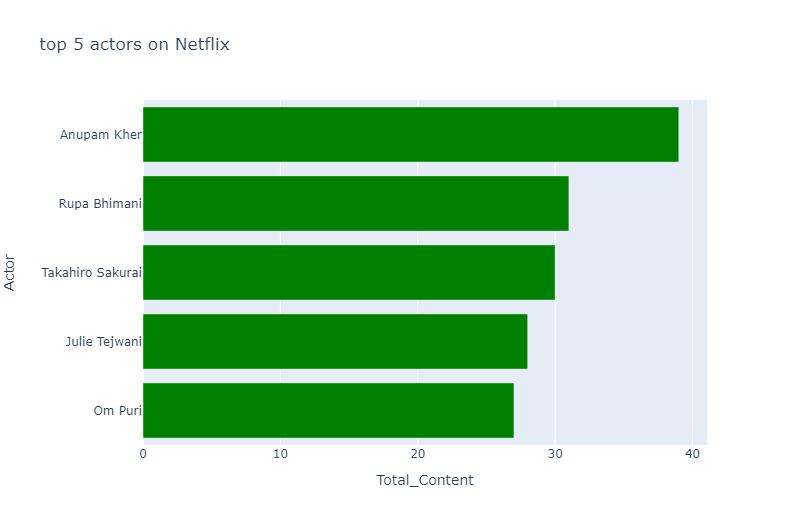 top 5 actors on Netflix
Anupam Kher
Rupa Bhimani
Takahiro Sakurai
Julie Tejwani
Om Puri
Actor
0 10 20 30 40
Total_Content